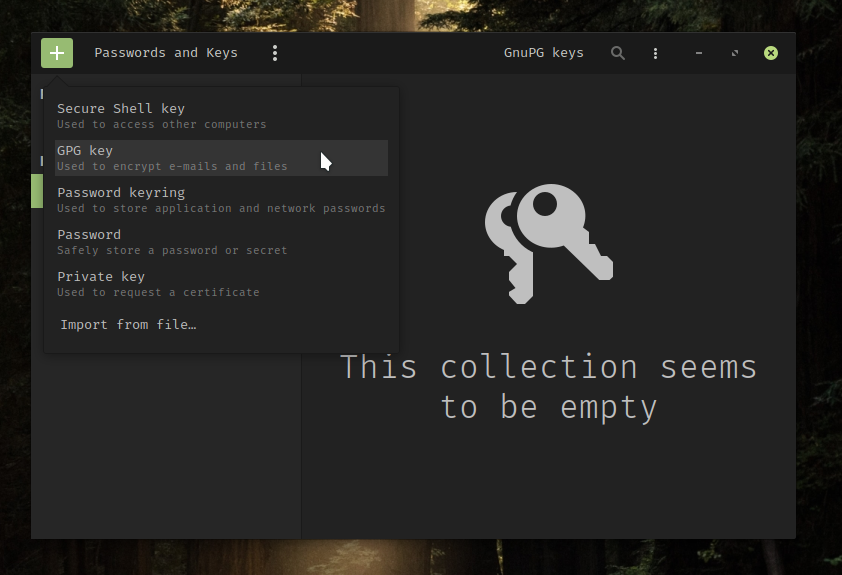 Passwords and Keys
GnuPG keys
Secure Shell key
Used to access other computers
GPG key
Used to encrypt e-mails and files
Password keyring
Used to store application and network passwords
Password
Safely store a password or secret
Private key
Used to request a certificate
Import from file…
This collection seems
to be empty